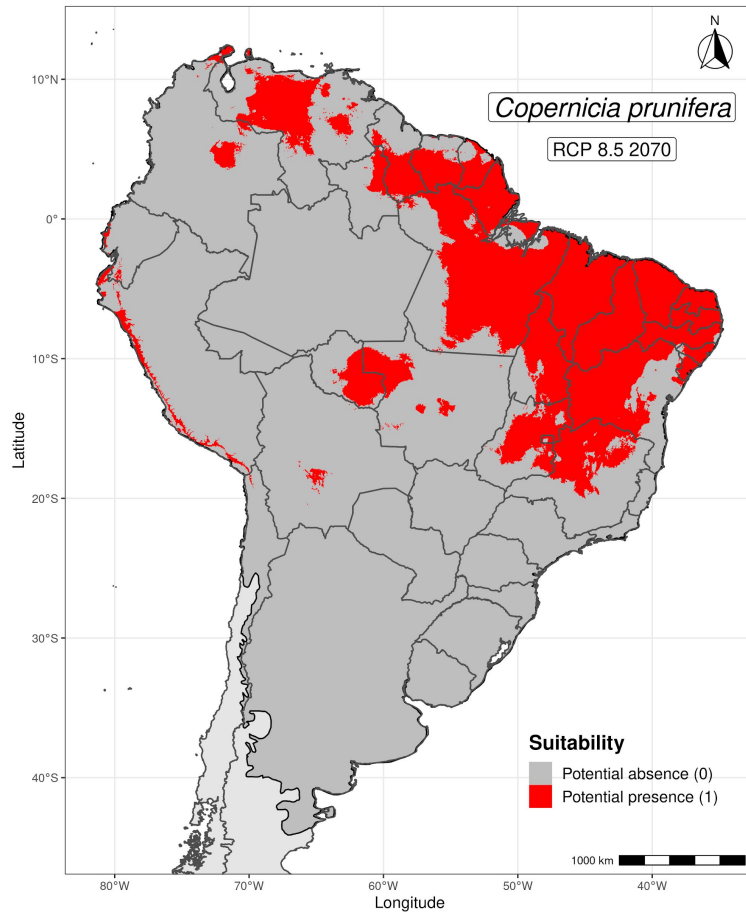 N
Copernicia prunifera
RCP 8.5 2070
10°N
0°
10°S
20°S
30°S
40°S
Latitude
Suitability
Potential absence (0)
Potential presence (1)
1000 km
80°W 70°W 60°W 50°W 40°W
Longitude